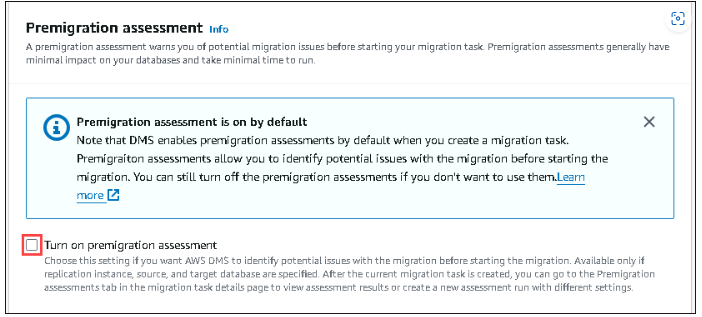 Premigration assessment Info
A premigration assessment warns you of potential migration issues before starting your migration task. Premigration assessments generally have
minimal impact on your databases and take minimal time to run.
Premigration assessment is on by default
Note that DMS enables premigration assessments by default when you create a migration task.
Premigraiton assessments allow you to identify potential issues with the migration before starting the
migration. You can still turn off the premigration assessments if you don't want to use them.Learn
more
Turn on premigration assessment
Choose this setting if you want AWS DMS to identify potential issues with the migration before starting the migration. Available only if
replication instance, source, and target database are specified. After the current migration task is created, you can go to the Premigration
assessments tab in the migration task details page to view assessment results or create a new assessment run with different settings.